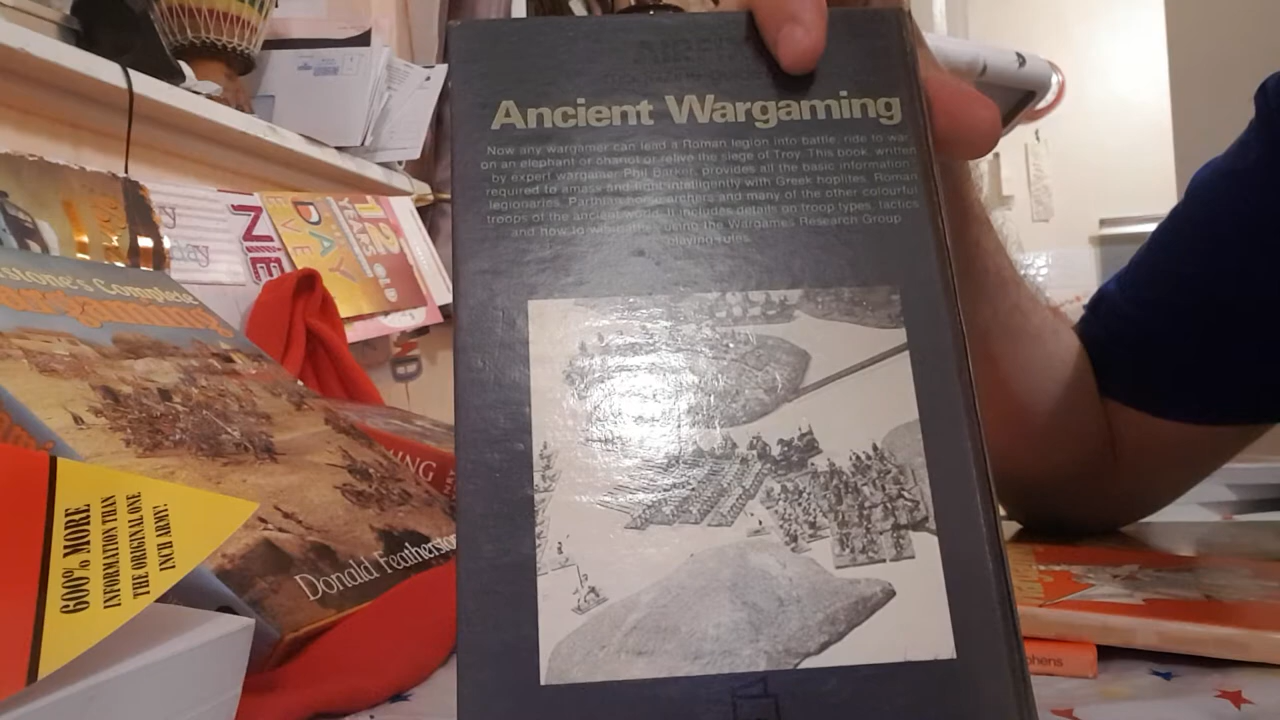 AIRFIX
Ancient Wargaming
Now any wargamer can lead a Roman legion into battle, ride to war
on an elephant or chariot or relive the siege of Troy. This book, written
by expert wargamer Phil Barker, provides all the basic information
required to amass and fight intelligently with Greek hoplites, Roman
legionaries, Parthian horse archers and many of the other colourful
troops of the ancient world. It includes details on troop types, tactics
and how to wargame using the Wargames Research Group
playing rules.
stone's Complete
Donald Feathersto
600% MORE
INFORMATION THAN
THE ORIGINAL ONE
INCH ARMY!
NE
DAY
12
YEARS
OLD
MING
phens